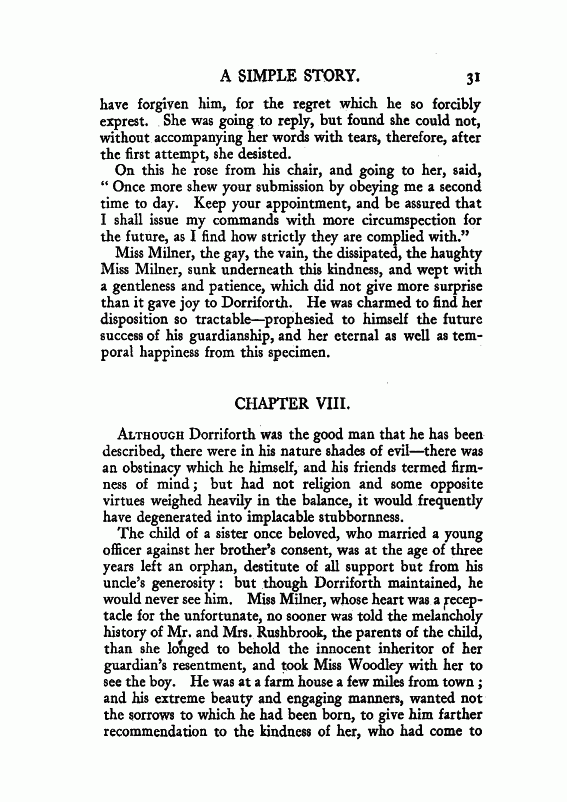 A SIMPLE STORY. 31
have forgiven him, for the regret which he so forcibly
exprest. She was going to reply, but found she could not,
without accompanying her words with tears, therefore, after
the first attempt, she desisted.
On this he rose from his chair, and going to her, said,
“ Once more shew your submission by obeying me a second
time to day. Keep your appointment, and be assured that
I shall issue my commands with more circumspection for
the future, as I find how strictly they are complied with.”
Miss Milner, the gay, the vain, the dissipated, the haughty
Miss Milner, sunk underneath this kindness, and wept with
a gentleness and patience, which did not give more surprise
than it gave joy to Dorriforth. He was charmed to find her
disposition so tractable—prophesied to himself the future
success of his guardianship, and her eternal as well as tem-
poral happiness from this specimen.
CHAPTER VIII.
Although Dorriforth was the good man that he has been
described, there were in his nature shades of evil—there was
an obstinacy which he himself, and his friends termed firm-
ness of mind ; but had not religion and some opposite
virtues weighed heavily in the balance, it would frequently
have degenerated into implacable stubbornness.
The child of a sister once beloved, who married a young
officer against her brother’s consent, was at the age of three
years left an orphan, destitute of all support but from his
uncle’s generosity : but though Dorriforth maintained, he
would never see him. Miss Milner, whose heart was a recep-
tacle for the unfortunate, no sooner was told the melancholy
history of Mr. and Mrs. Rushbrook, the parents of the child,
than she longed to behold the innocent inheritor of her
guardian’s resentment, and took Miss Woodley with her to
see the boy. He was at a farm house a few miles from town ;
and his extreme beauty and engaging manners, wanted not
the sorrows to which he had been born, to give him farther
recommendation to the kindness of her, who had come to